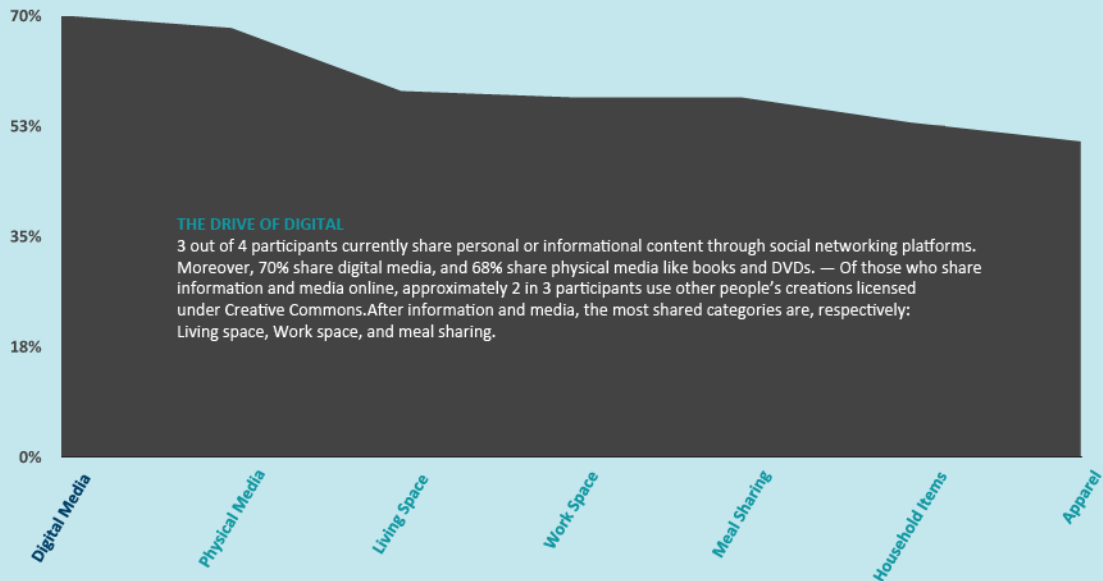 70%
53%
35%
18%
0%
THE DRIVE OF DIGITAL
3 out of 4 participants currently share personal or informational content through social networking platforms.
Moreover, 70% share digital media, and 68% share physical media like books and DVDs. — Of those who share
information and media online, approximately 2 in 3 participants use other people’s creations licensed
under Creative Commons.After information and media, the most shared categories are, respectively:
Living space, Work space, and meal sharing.
Digital Media
Physical Media
Living Space
Work Space
Meal Sharing
Household Items
Apparel